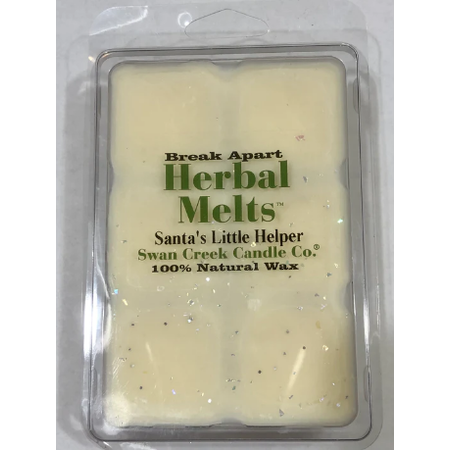 Break Apart
Herbal
Melts™
Santa's Little Helper
Swan Creek Candle Co.®
100% Natural Wax